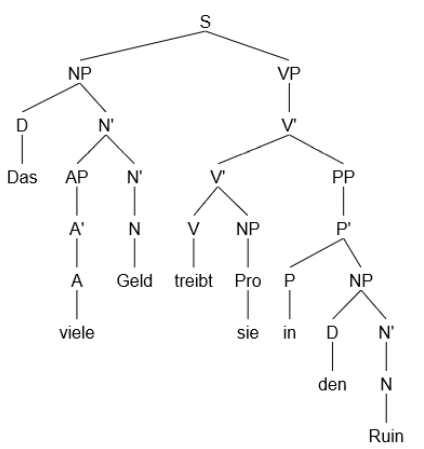 S
NP VP
D N' V'
Das AP N' V' PP
A' N V NP P'
A Geld treibt Pro P NP
viele sie in D N'
den N
Ruin